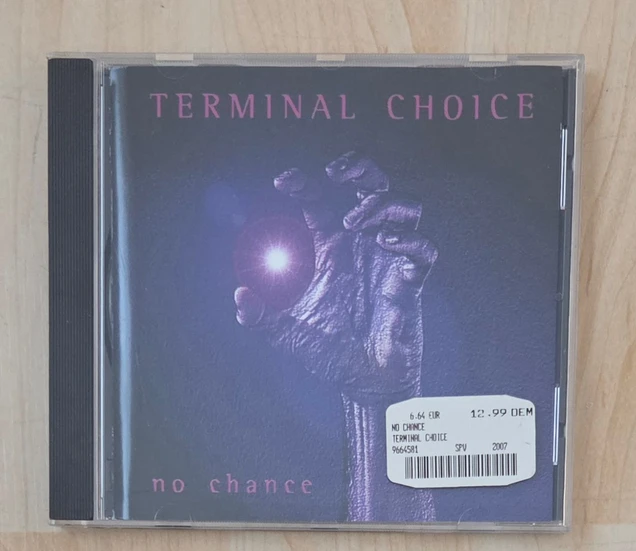 TERMINAL CHOICE
6.64 EUR 12.99 DEM
NO CHANCE
TERMINAL CHOICE
9664581 SPV 2007
no chance